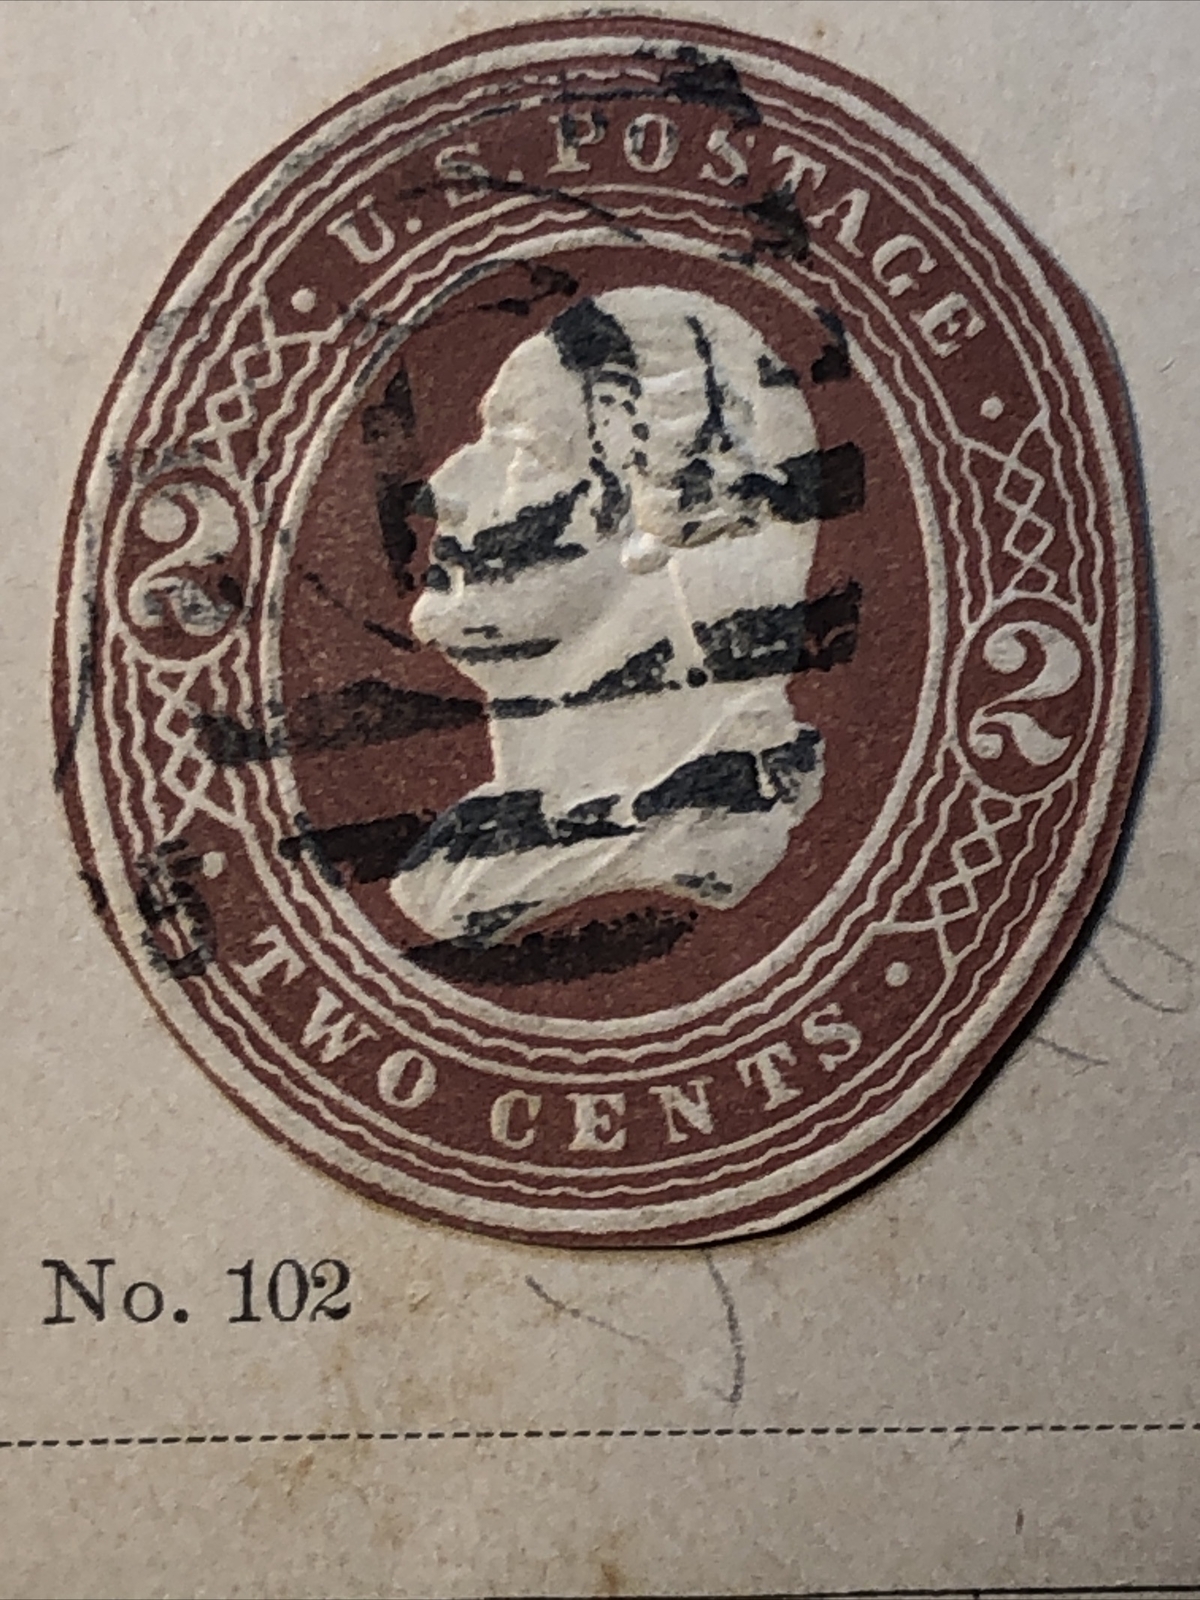 U.S. POSTAGE
2
2
TWO CENTS
No. 102